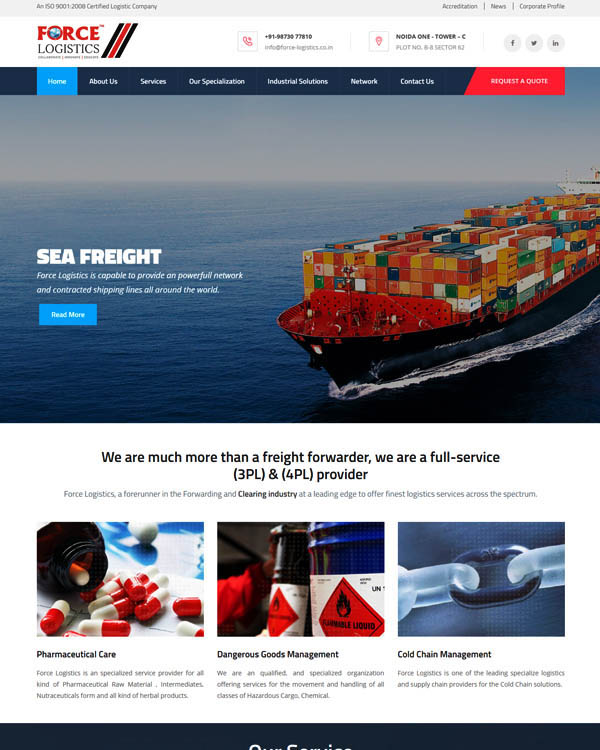 An ISO 9001:2008 Certified Logistic Company
Accreditation | News | Corporate Profile
FORCE™
LOGISTICS
COLLABORATE | INNOVATE | EDUCATE
+91-98730 77810
info@force-logistics.co.in
NOIDA ONE - TOWER – C
PLOT NO. B-8 SECTOR 62
Home About Us Services Our Specialization Industrial Solutions Network Contact Us REQUEST A QUOTE
SEA FREIGHT
Force Logistics is capable to provide an powerfull network
and contracted shipping lines all around the world.
Read More
We are much more than a freight forwarder, we are a full-service
(3PL) & (4PL) provider
Force Logistics, a forerunner in the Forwarding and Clearing industry at a leading edge to offer finest logistics services across the spectrum.
FLAMMABLE LIQUID
UN
Pharmaceutical Care
Force Logistics is an specialized service provider for all
kind of Pharmaceutical Raw Material , Intermediates,
Nutraceuticals form and all kind of herbal products.
Dangerous Goods Management
We are an qualified, and specialized organization
offering services for the movement and handling of all
classes of Hazardous Cargo, Chemical.
Cold Chain Management
Force Logistics is one of the leading specialize logistics
and supply chain providers for the Cold Chain solutions.
Our Service